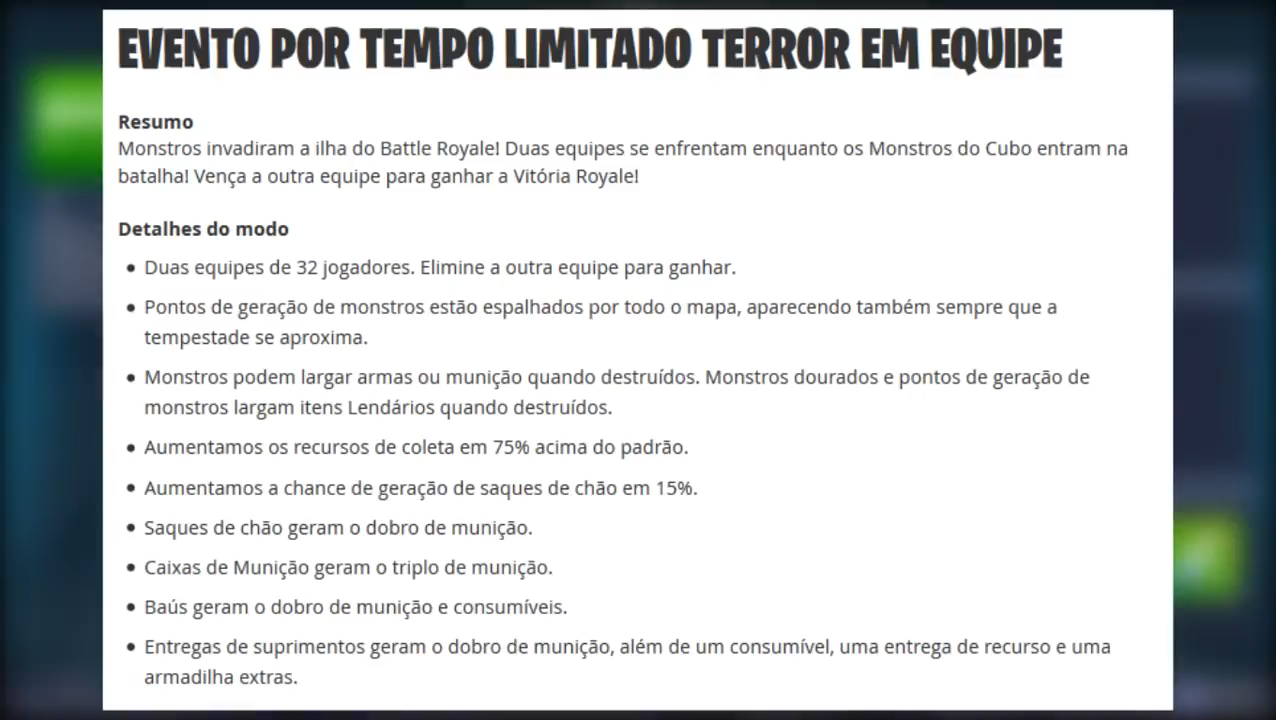 EVENTO POR TEMPO LIMITADO TERROR EM EQUIPE
Resumo
Monstros invadiram a ilha do Battle Royale! Duas equipes se enfrentam enquanto os Monstros do Cubo entram na
batalha! Vença a outra equipe para ganhar a Vitória Royale!
Detalhes do modo
• Duas equipes de 32 jogadores. Elimine a outra equipe para ganhar.
• Pontos de geração de monstros estão espalhados por todo o mapa, aparecendo também sempre que a
tempestade se aproxima.
• Monstros podem largar armas ou munição quando destruídos. Monstros dourados e pontos de geração de
monstros largam itens Lendários quando destruídos.
• Aumentamos os recursos de coleta em 75% acima do padrão.
• Aumentamos a chance de geração de saques de chão em 15%.
• Saques de chão geram o dobro de munição.
• Caixas de Munição geram o triplo de munição.
• Baús geram o dobro de munição e consumíveis.
• Entregas de suprimentos geram o dobro de munição, além de um consumível, uma entrega de recurso e uma
armadilha extras.